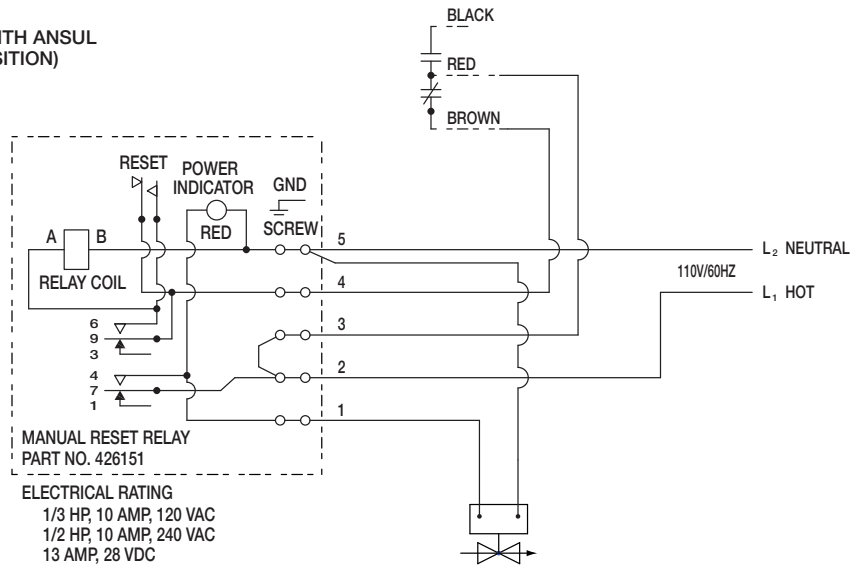 ITH ANSUL
SITION)
BLACK
RED
BROWN
RESET
POWER
INDICATOR
GND
RED
SCREW
A
B
RELAY COIL
5
L₂ NEUTRAL
110V/60HZ
4
L₁ HOT
6
9
3
3
4
7
1
2
1
MANUAL RESET RELAY
PART NO. 426151
ELECTRICAL RATING
1/3 HP, 10 AMP, 120 VAC
1/2 HP, 10 AMP, 240 VAC
13 AMP, 28 VDC